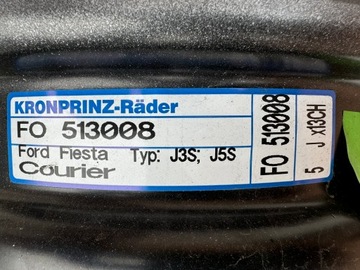 KRONPRINZ-Räder
FO 513008
Ford Fiesta Typ: J3S; J5S
Courier
FO 513008
5 J x13CH